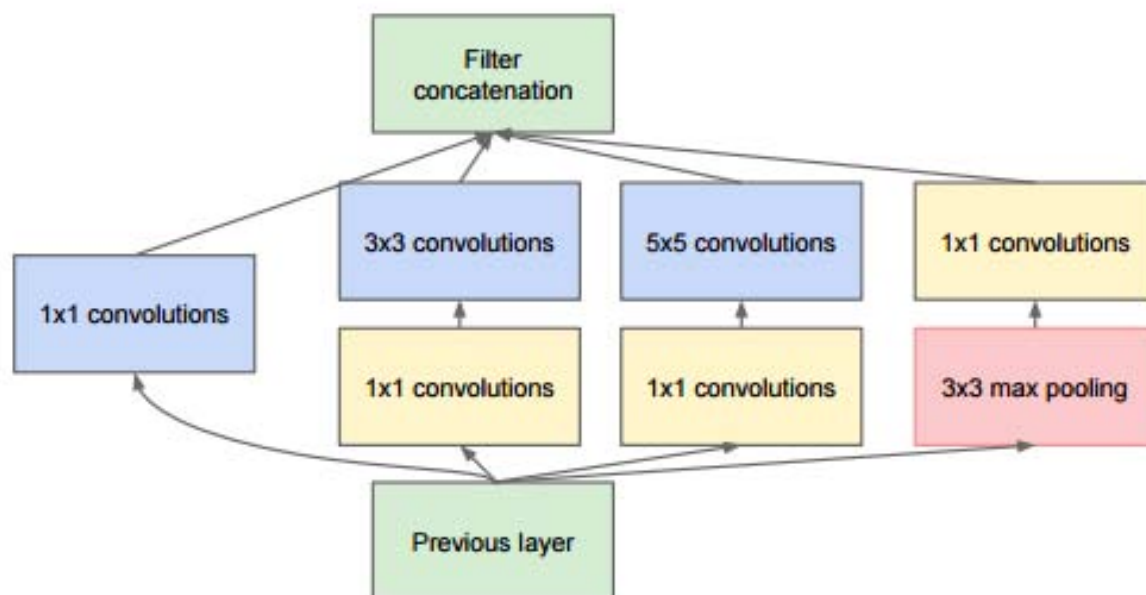 Filter
concatenation
3x3 convolutions
5x5 convolutions
1x1 convolutions
1x1 convolutions
1x1 convolutions
1x1 convolutions
3x3 max pooling
Previous layer